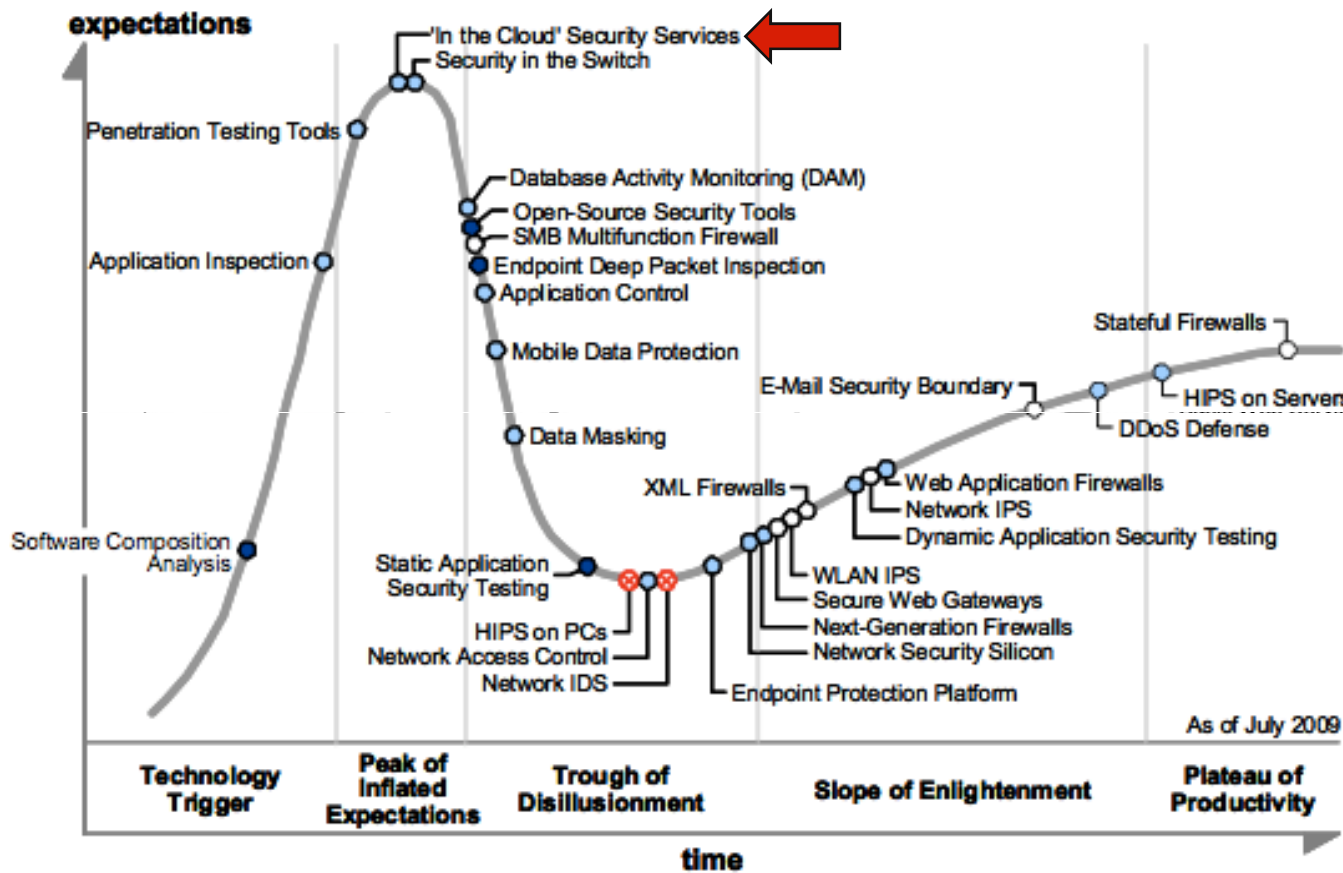 expectations
'In the Cloud' Security Services
Security in the Switch
Penetration Testing Tools
Database Activity Monitoring (DAM)
Open-Source Security Tools
SMB Multifunction Firewall
Application Inspection
Endpoint Deep Packet Inspection
Application Control
Stateful Firewalls
Mobile Data Protection
E-Mail Security Boundary
HIPS on Server
DDoS Defense
Data Masking
XML Firewalls
Web Application Firewalls
Network IPS
Dynamic Application Security Testing
Software Composition
Analysis
Static Application
Security Testing
WLAN IPS
Secure Web Gateways
HIPS on PCs
Next-Generation Firewalls
Network Access Control
Network Security Silicon
Network IDS
Endpoint Protection Platform
As of July 2009
Technology
Trigger
Peak of
Inflated
Expectations
Trough of
Disillusionment
Slope of Enlightenment
Plateau of
Productivity
time